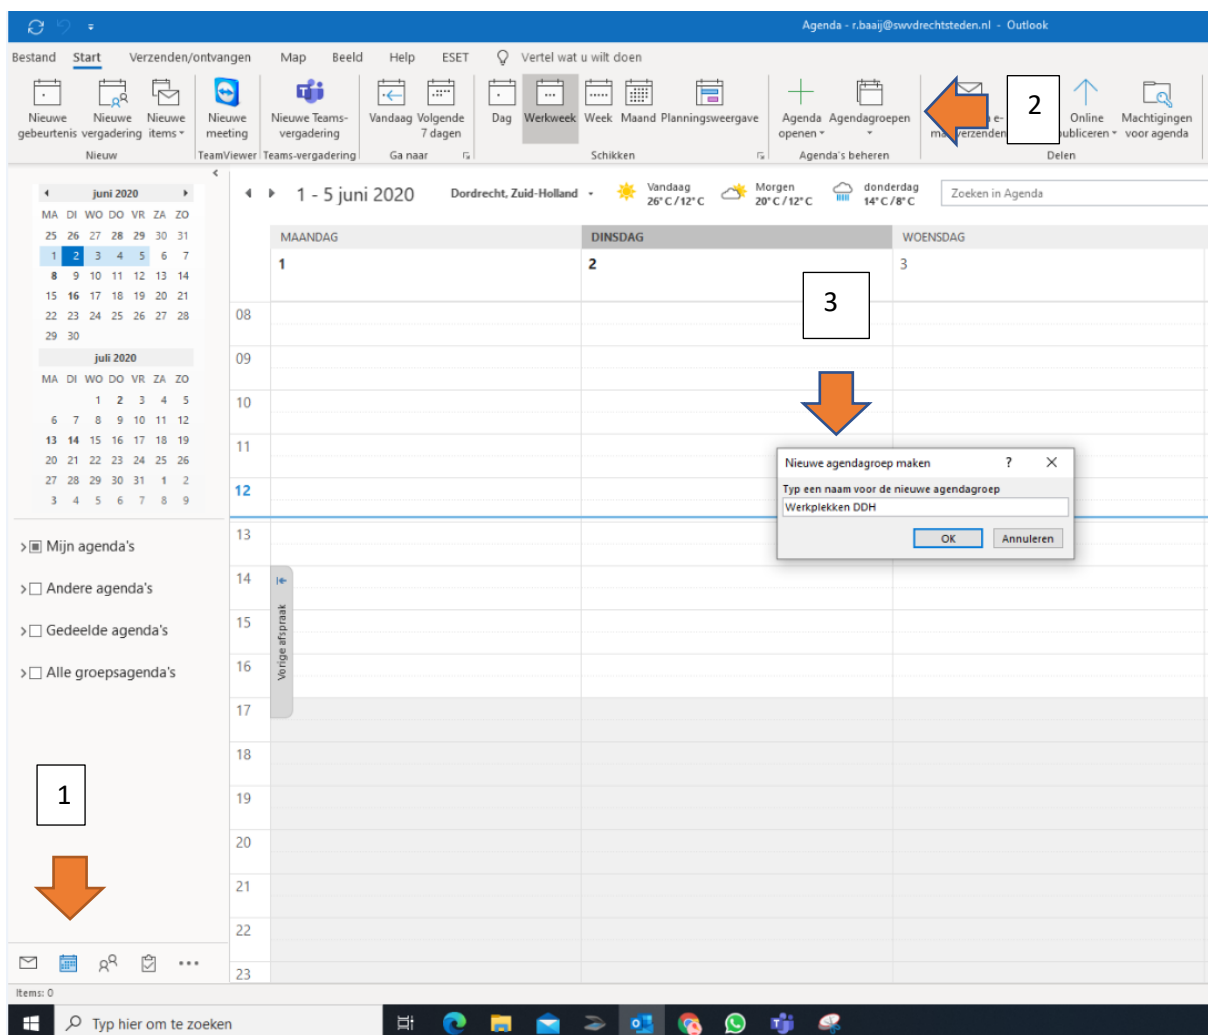 Agenda - r.baaij@swvdrechtsteden.nl - Outlook
Bestand Start Verzenden/ontvangen Map Beeld Help ESET Vertel wat u wilt doen
Nieuwe gebeurtenis
Nieuwe vergadering
Nieuwe items
Nieuwe meeting
Nieuwe Teams-vergadering
Vandaag
Volgende 7 dagen
Dag
Werkweek
Week
Maand
Planningsweergave
Agenda openen
Agendagroepen
2
Online
Machtigingen voor agenda
Nieuw TeamViewer Teams-vergadering Ga naar Schikken Agenda's beheren Delen
juni 2020
MA DI WO DO VR ZA ZO
25 26 27 28 29 30 31
1 2 3 4 5 6 7
8 9 10 11 12 13 14
15 16 17 18 19 20 21
22 23 24 25 26 27 28
29 30
juli 2020
MA DI WO DO VR ZA ZO
1 2 3 4 5
6 7 8 9 10 11 12
13 14 15 16 17 18 19
20 21 22 23 24 25 26
27 28 29 30 31 1 2
3 4 5 6 7 8 9
Mijn agenda's
Andere agenda's
Gedeelde agenda's
Alle groepsagenda's
1
1 - 5 juni 2020
Dordrecht, Zuid-Holland
Vandaag
26° C / 12° C
Morgen
20° C / 12° C
donderdag
14° C / 8° C
Zoeken in Agenda
MAANDAG DINSDAG WOENSDAG
1 2 3
3
08
09
10
11
12
13
14
15
16
17
18
19
20
21
22
23
Vorige afspraak
Nieuwe agendagroep maken ?
Typ een naam voor de nieuwe agendagroep
Werkplekken DDH
OK Annuleren
Items: 0
Typ hier om te zoeken